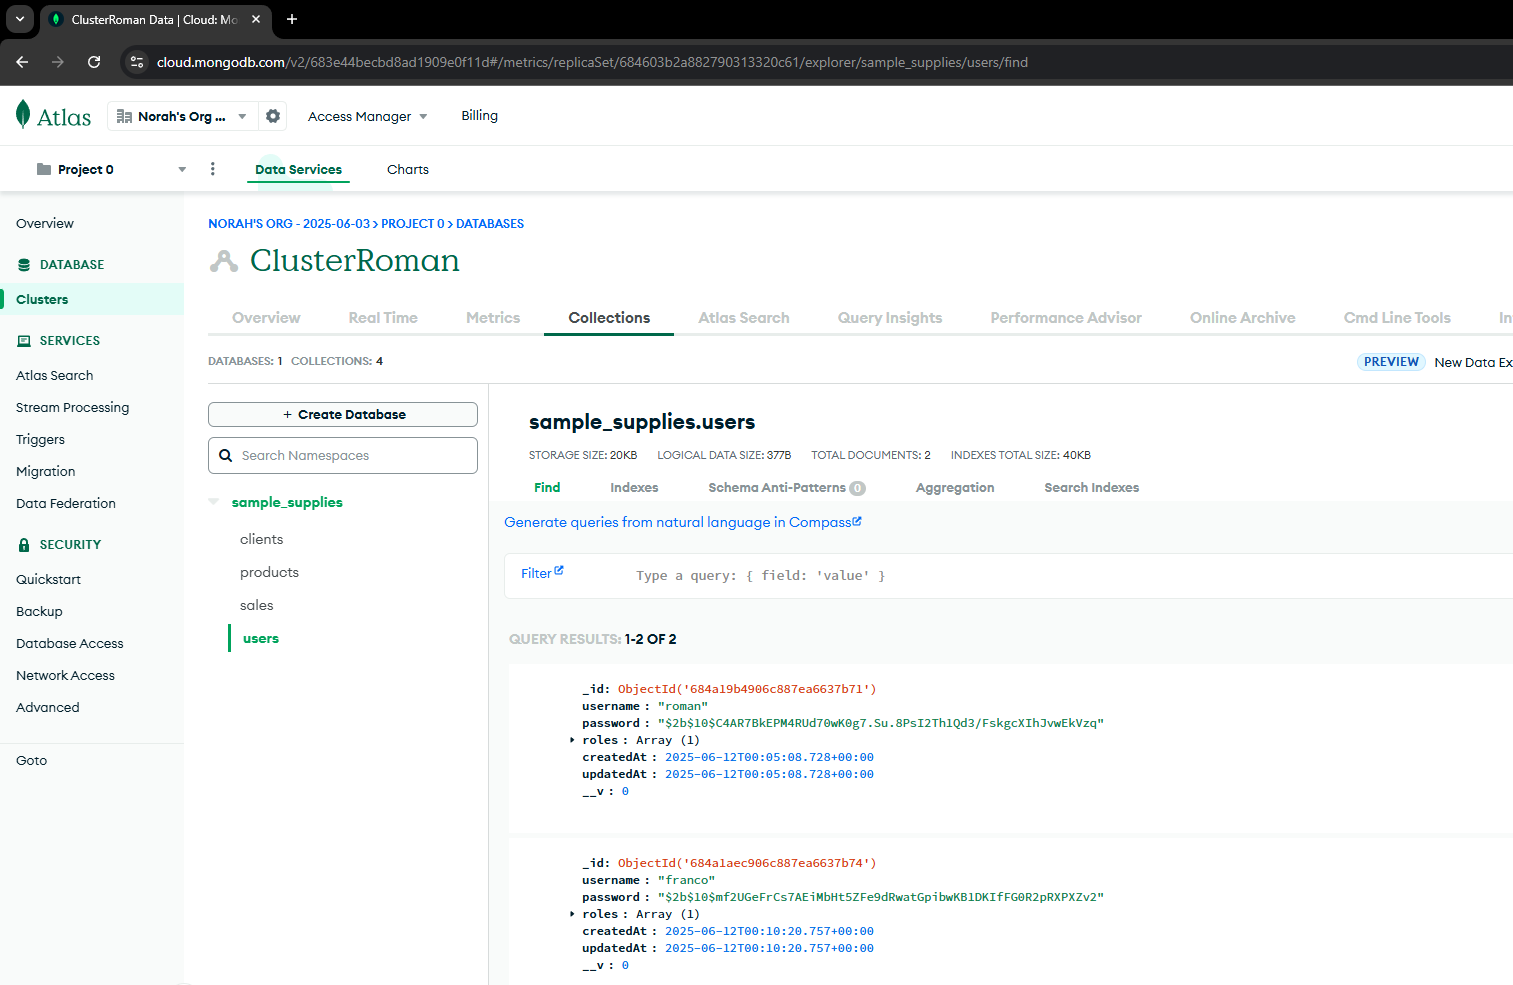 ClusterRoman Data | Cloud: Mo
cloud.mongodb.com/v2/683e44becbd8ad1909e0f11d#/metrics/replicaSet/684603b2a882790313320c61/explorer/sample_supplies/users/find
Atlas
Norah's Org ...
Access Manager
Billing
Project 0
Data Services
Charts
Overview
DATABASE
Clusters
SERVICES
Atlas Search
Stream Processing
Triggers
Migration
Data Federation
SECURITY
Quickstart
Backup
Database Access
Network Access
Advanced
Goto
NORAH'S ORG - 2025-06-03 > PROJECT 0 > DATABASES
ClusterRoman
Overview Real Time Metrics Collections Atlas Search Query Insights Performance Advisor Online Archive Cmd Line Tools In
DATABASES: 1 COLLECTIONS: 4
PREVIEW New Data Ex
+ Create Database
Search Namespaces
sample_supplies
clients
products
sales
users
sample_supplies.users
STORAGE SIZE: 20KB LOGICAL DATA SIZE: 377B TOTAL DOCUMENTS: 2 INDEXES TOTAL SIZE: 40KB
Find Indexes Schema Anti-Patterns 0 Aggregation Search Indexes
Generate queries from natural language in Compass
Filter
Type a query: { field: 'value' }
QUERY RESULTS: 1-2 OF 2
_id: ObjectId('684a19b4906c887ea6637b71')
username : "roman"
password : "$2b$10$C4AR7BkEPM4RUd70wK0g7.Su.8PsI2Th1Qd3/FskgcXIhJvwEkVzq"
roles : Array (1)
createdAt : 2025-06-12T00:05:08.728+00:00
updatedAt : 2025-06-12T00:05:08.728+00:00
__v : 0
_id: ObjectId('684a1aec906c887ea6637b74')
username : "franco"
password : "$2b$10$mf2UGeFrCs7AEiMbHt5ZFe9dRwatGpibwKB1DKIfFG0R2pRXPXZv2"
roles : Array (1)
createdAt : 2025-06-12T00:10:20.757+00:00
updatedAt : 2025-06-12T00:10:20.757+00:00
__v : 0